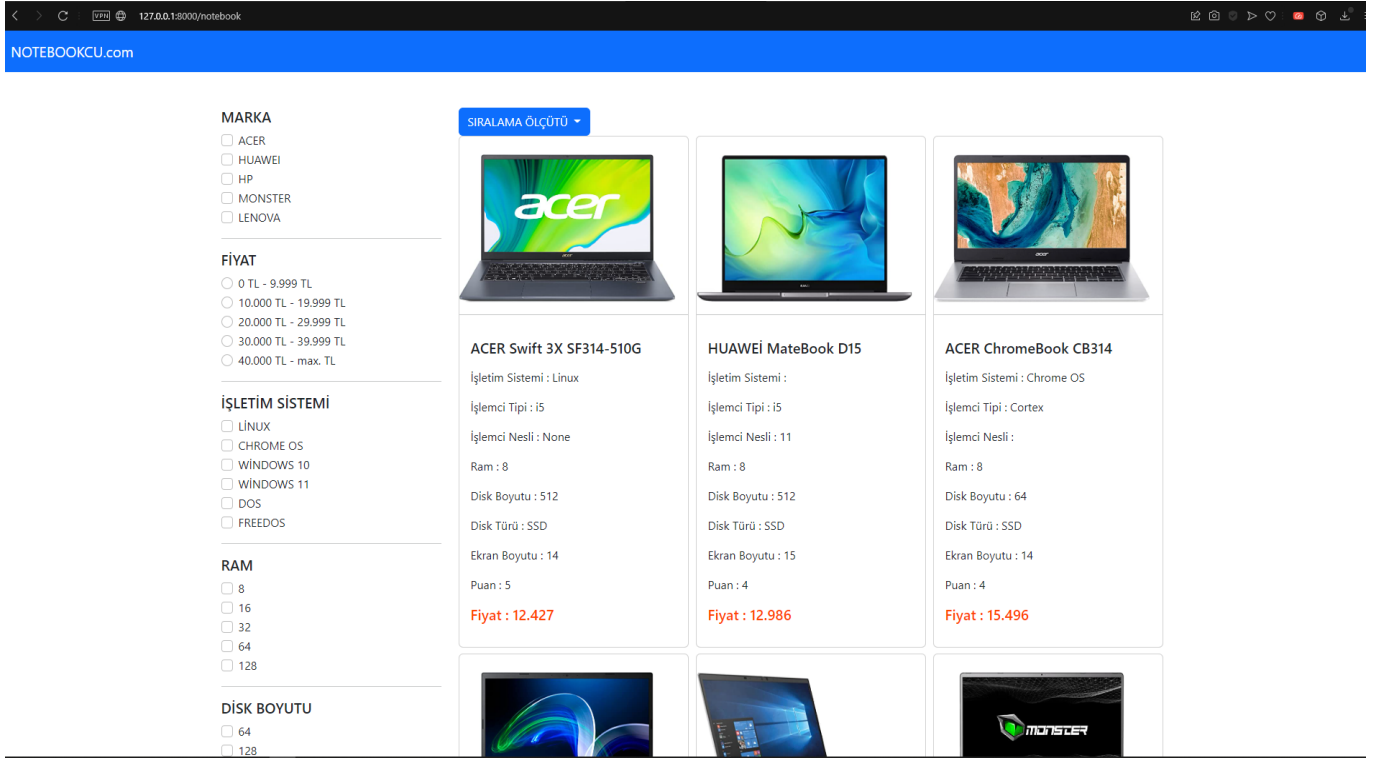 VPN 127.0.0.1:8000/notebook
NOTEBOOKCU.com
MARKA
ACER
HUAWEI
HP
MONSTER
LENOVA
FİYAT
0 TL - 9.999 TL
10.000 TL - 19.999 TL
20.000 TL - 29.999 TL
30.000 TL - 39.999 TL
40.000 TL - max. TL
İŞLETİM SİSTEMİ
LİNUX
CHROME OS
WİNDOWS 10
WİNDOWS 11
DOS
FREEDOS
RAM
8
16
32
64
128
DİSK BOYUTU
64
128
SIRALAMA ÖLÇÜTÜ
acer
acer
ACER Swift 3X SF314-510G
İşletim Sistemi : Linux
İşlemci Tipi : i5
İşlemci Nesli : None
Ram : 8
Disk Boyutu : 512
Disk Türü : SSD
Ekran Boyutu : 14
Puan : 5
Fiyat : 12.427
HUAWEİ MateBook D15
İşletim Sistemi :
İşlemci Tipi : i5
İşlemci Nesli : 11
Ram : 8
Disk Boyutu : 512
Disk Türü : SSD
Ekran Boyutu : 15
Puan : 4
Fiyat : 12.986
acer
ACER ChromeBook CB314
İşletim Sistemi : Chrome OS
İşlemci Tipi : Cortex
İşlemci Nesli :
Ram : 8
Disk Boyutu : 64
Disk Türü : SSD
Ekran Boyutu : 14
Puan : 4
Fiyat : 15.496
MONSTER